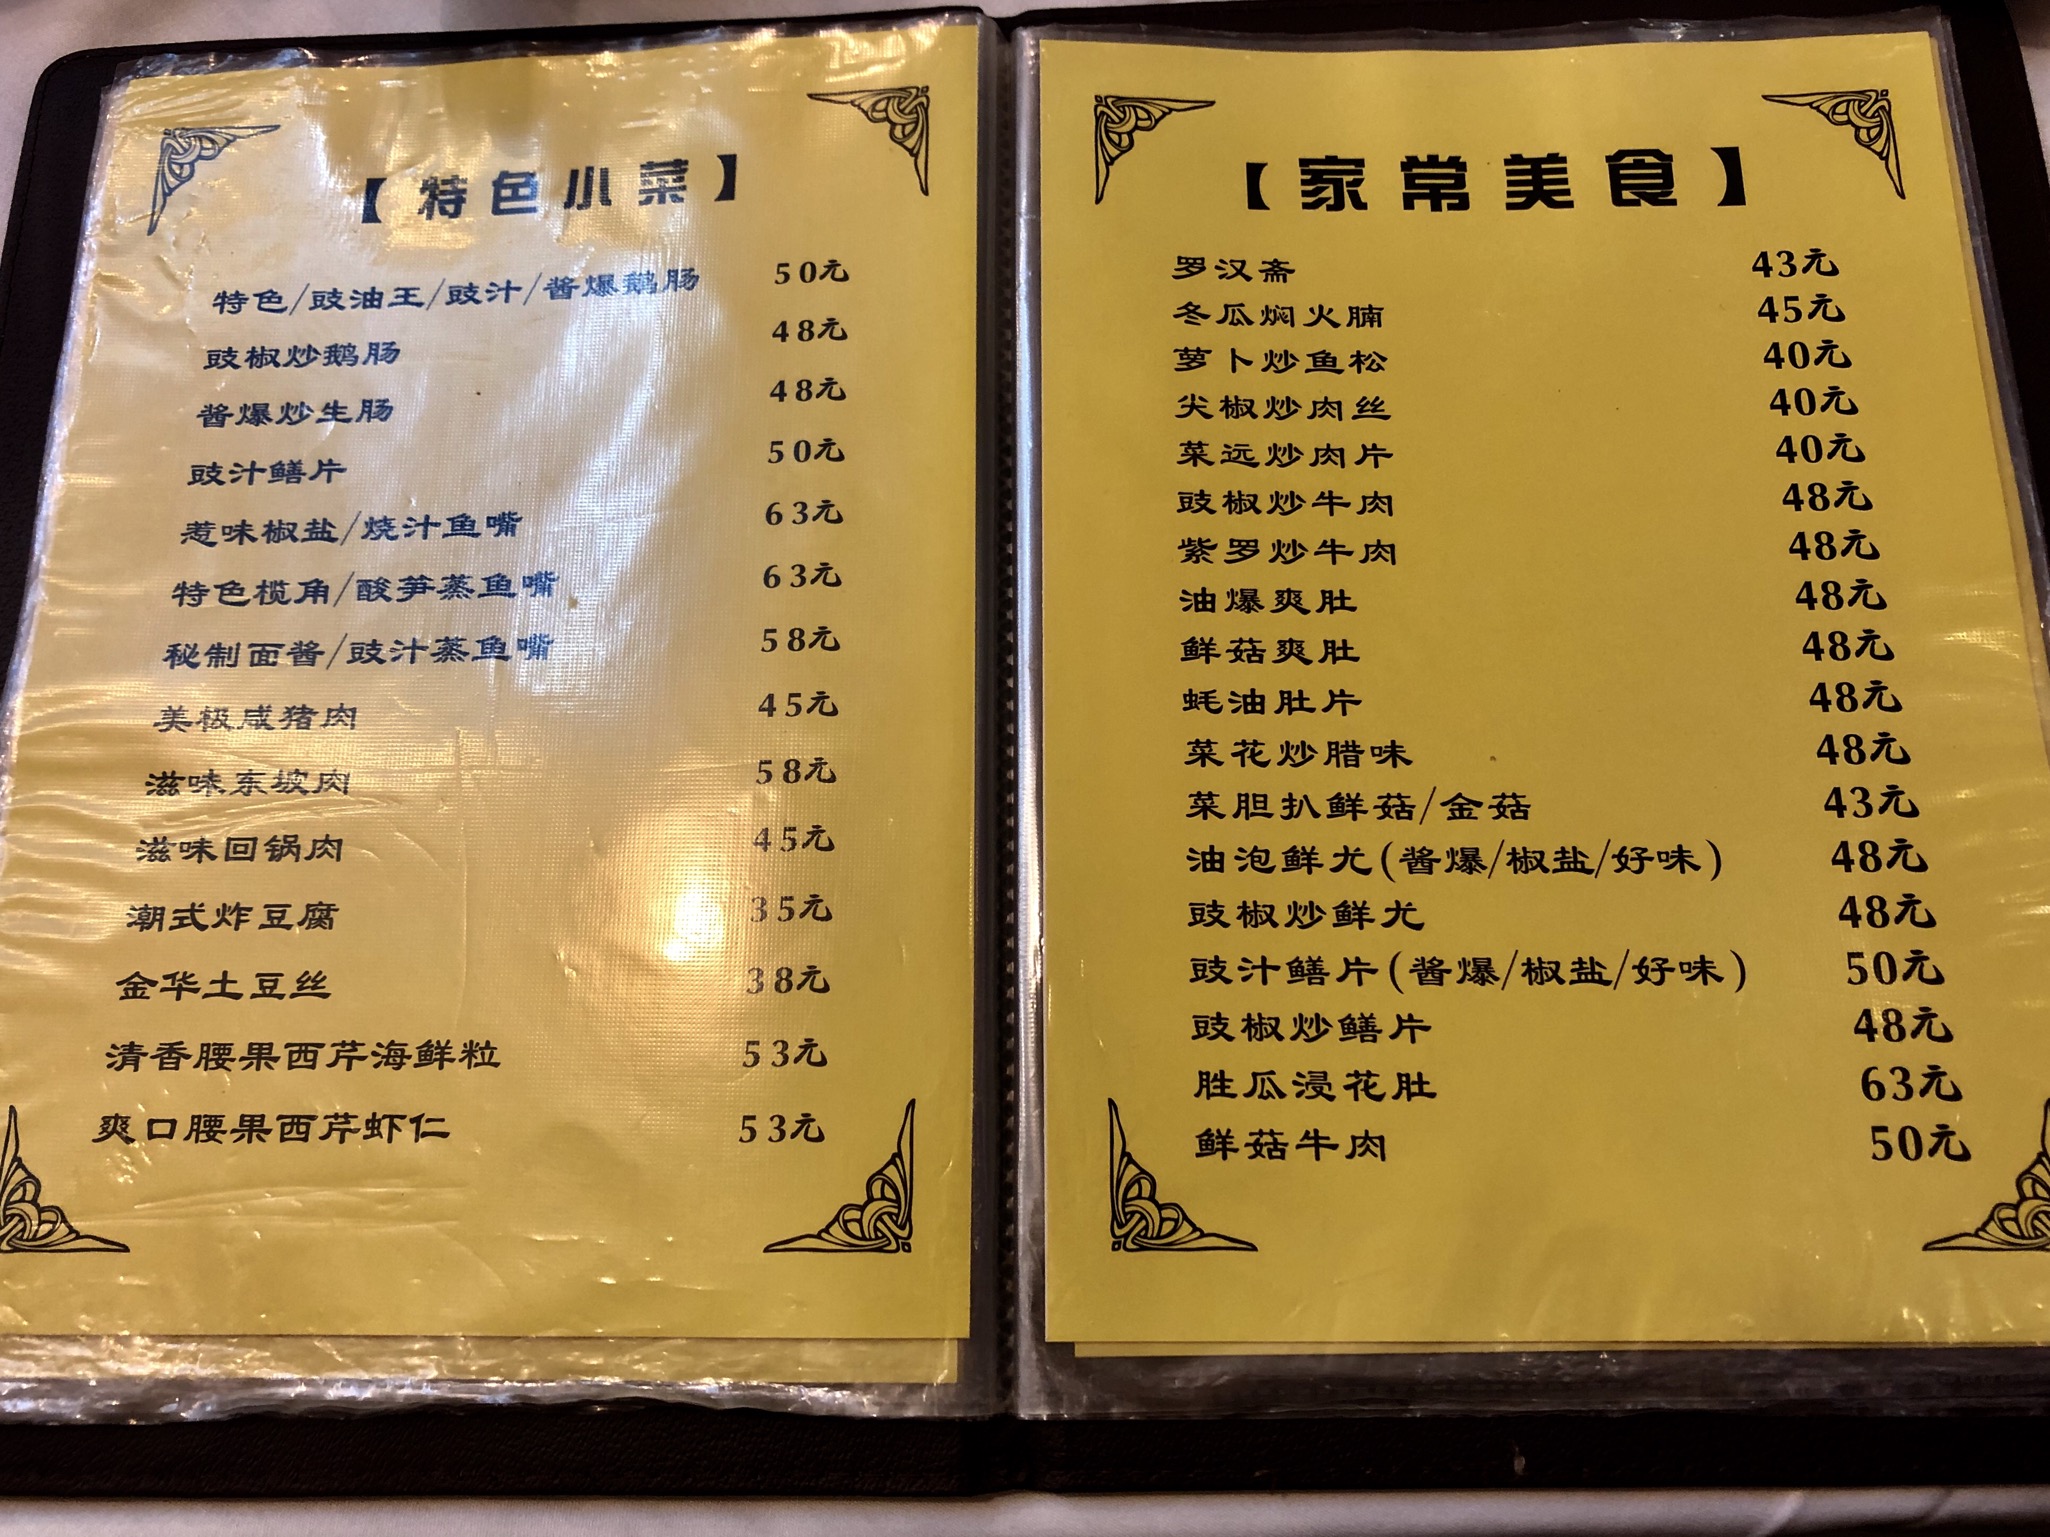 【特色小菜】
特色/豉油王/豉汁/酱爆鹅肠 50元
豉椒炒鹅肠 48元
酱爆炒生肠 48元
豉汁鳝片 50元
惹味椒盐/烧汁鱼嘴 63元
特色榄角/酸笋蒸鱼嘴 63元
秘制面酱/豉汁蒸鱼嘴 58元
美极咸猪肉 45元
滋味东坡肉 58元
滋味回锅肉 45元
潮式炸豆腐 35元
金华土豆丝 38元
清香腰果西芹海鲜粒 53元
爽口腰果西芹虾仁 53元
【家常美食】
罗汉斋 43元
冬瓜焖火腩 45元
萝卜炒鱼松 40元
尖椒炒肉丝 40元
菜远炒肉片 40元
豉椒炒牛肉 48元
紫罗炒牛肉 48元
油爆爽肚 48元
鲜菇爽肚 48元
蚝油肚片 48元
菜花炒腊味 48元
菜胆扒鲜菇/金菇 43元
油泡鲜尤(酱爆/椒盐/好味) 48元
豉椒炒鲜尤 48元
豉汁鳝片(酱爆/椒盐/好味) 50元
豉椒炒鳝片 48元
胜瓜浸花肚 63元
鲜菇牛肉 50元